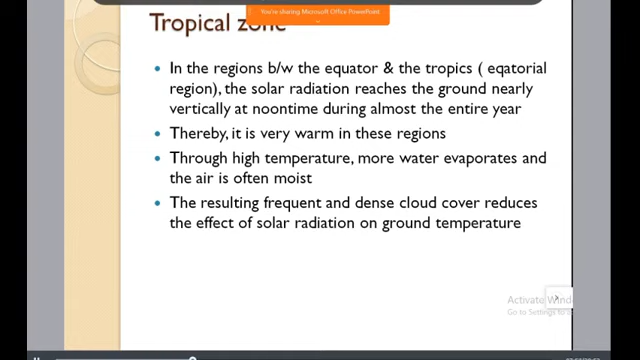 You're sharing Microsoft Office PowerPoint
Tropical zone
In the regions b/w the equator & the tropics ( eqatorial
region), the solar radiation reaches the ground nearly
vertically at noontime during almost the entire year
Thereby, it is very warm in these regions
Through high temperature, more water evaporates and
the air is often moist
The resulting frequent and dense cloud cover reduces
the effect of solar radiation on ground temperature
Activate Wind
Go to Settings to